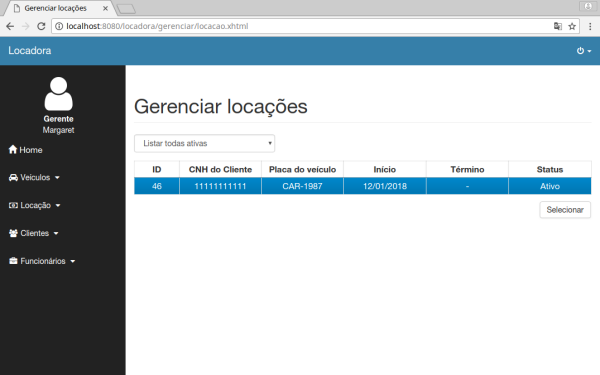 Gerenciar locações
localhost:8080/locadora/gerenciar/locacao.xhtml
Locadora
Gerente
Margaret
Home
Veículos
Locação
Clientes
Funcionários
Gerenciar locações
Listar todas ativas
ID CNH do Cliente Placa do veículo Início Término Status
46 11111111111 CAR-1987 12/01/2018 - Ativo
Selecionar